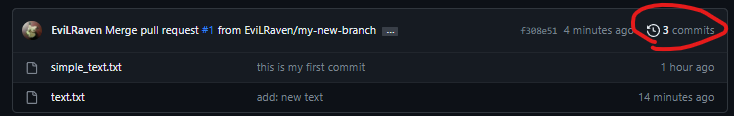 EvilRaven Merge pull request #1 from EvilRaven/my-new-branch ... f308e51 4 minutes ago 3 commits
simple_text.txt this is my first commit 1 hour ago
text.txt add: new text 14 minutes ago